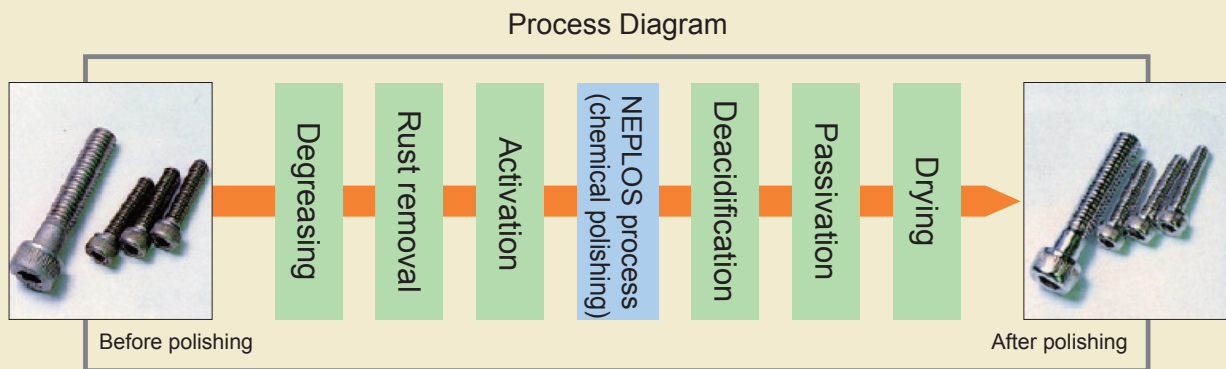 Process Diagram
Degreasing
Rust removal
Activation
NEPLOS process
(chemical polishing)
Deacidification
Passivation
Drying
Before polishing
After polishing